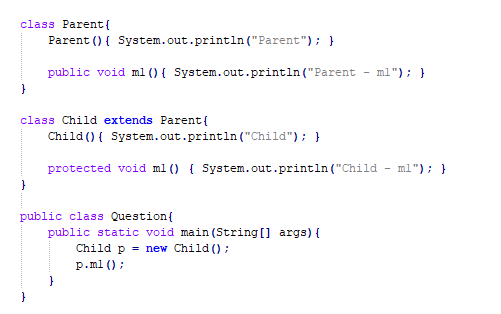 class Parent{
Parent(){ System.out.println("Parent"); }
public void m1(){ System.out.println("Parent - m1"); }
}
class Child extends Parent{
Child(){ System.out.println("Child"); }
protected void m1() { System.out.println("Child - m1"); }
}
public class Question{
public static void main(String[] args){
Child p = new Child();
p.m1();
}
}